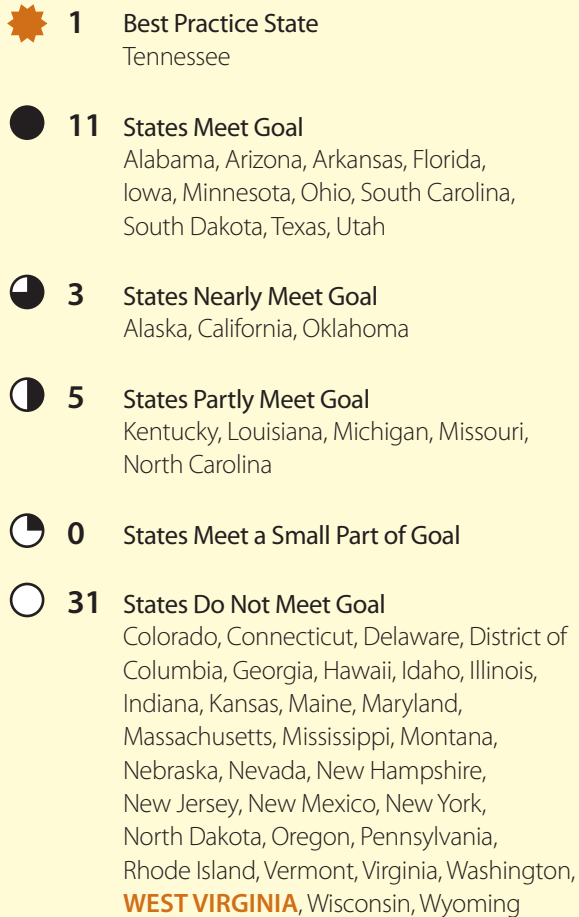 1 Best Practice State
Tennessee
11 States Meet Goal
Alabama, Arizona, Arkansas, Florida,
Iowa, Minnesota, Ohio, South Carolina,
South Dakota, Texas, Utah
3 States Nearly Meet Goal
Alaska, California, Oklahoma
5 States Partly Meet Goal
Kentucky, Louisiana, Michigan, Missouri,
North Carolina
0 States Meet a Small Part of Goal
31 States Do Not Meet Goal
Colorado, Connecticut, Delaware, District of
Columbia, Georgia, Hawaii, Idaho, Illinois,
Indiana, Kansas, Maine, Maryland,
Massachusetts, Mississippi, Montana,
Nebraska, Nevada, New Hampshire,
New Jersey, New Mexico, New York,
North Dakota, Oregon, Pennsylvania,
Rhode Island, Vermont, Virginia, Washington,
WEST VIRGINIA, Wisconsin, Wyoming